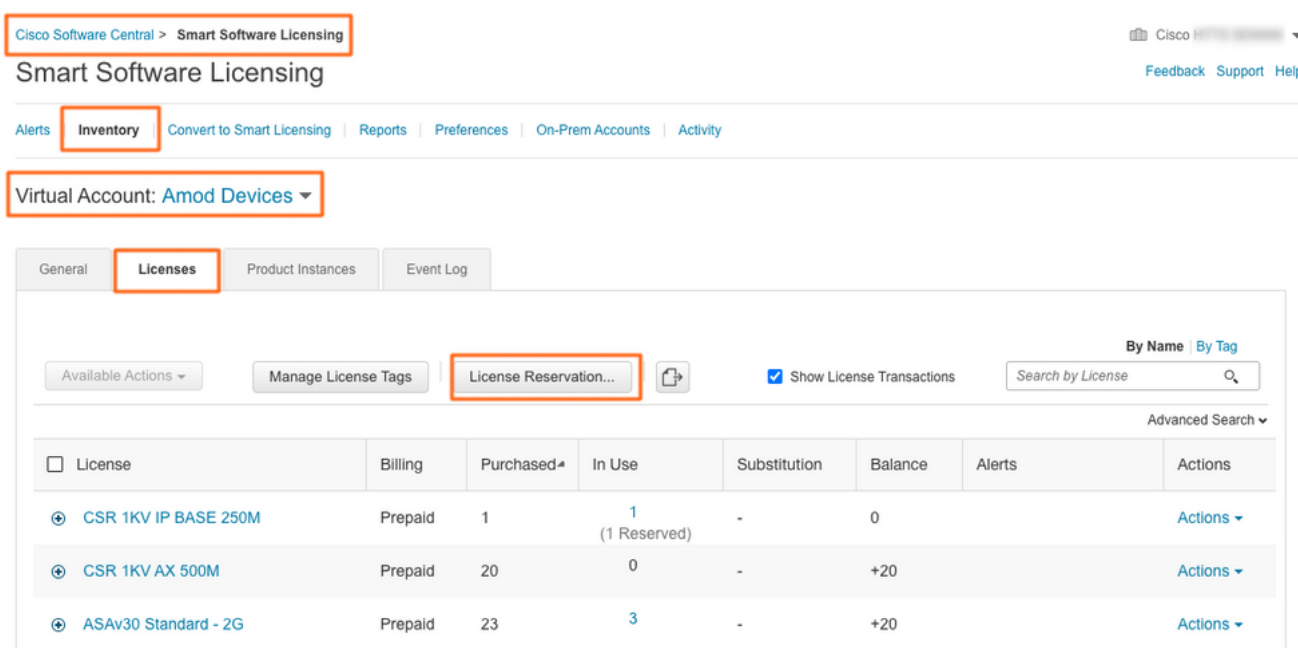 Cisco Software Central > Smart Software Licensing
Cisco
Smart Software Licensing
Feedback Support Help
Alerts | Inventory | Convert to Smart Licensing | Reports | Preferences | On-Prem Accounts | Activity
Virtual Account: Amod Devices
General Licenses Product Instances Event Log
By Name | By Tag
Available Actions Manage License Tags License Reservation... Show License Transactions Search by License
Advanced Search
License Billing Purchased In Use Substitution Balance Alerts Actions
CSR 1KV IP BASE 250M Prepaid 1 1 - 0 Actions
(1 Reserved)
CSR 1KV AX 500M Prepaid 20 0 - +20 Actions
ASAv30 Standard - 2G Prepaid 23 3 - +20 Actions